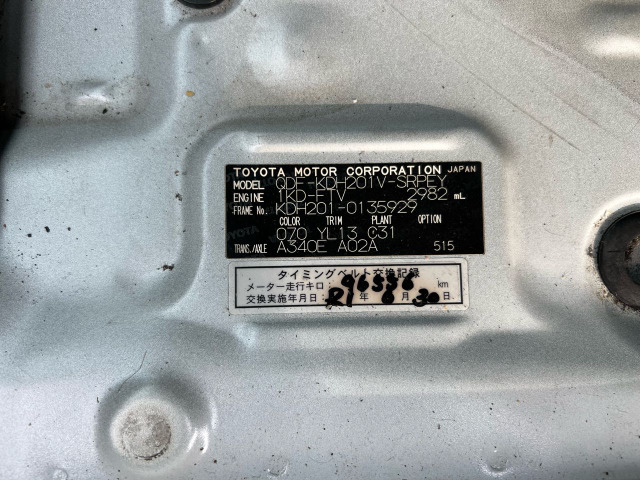 TOYOTA MOTOR CORPORATION JAPAN
MODEL QDF-KDH201V-SRPEY
ENGINE 1KD-FTV 2982 mL
FRAME No. KDH201-0135929
COLOR TRIM PLANT OPTION
070 YL13 C31
TRANS./AXLE A340E A02A 515
タイミングベルト交換記録
メーター走行キロ: 96536 km
交換実施年月日: R1 年 6 月 30 日